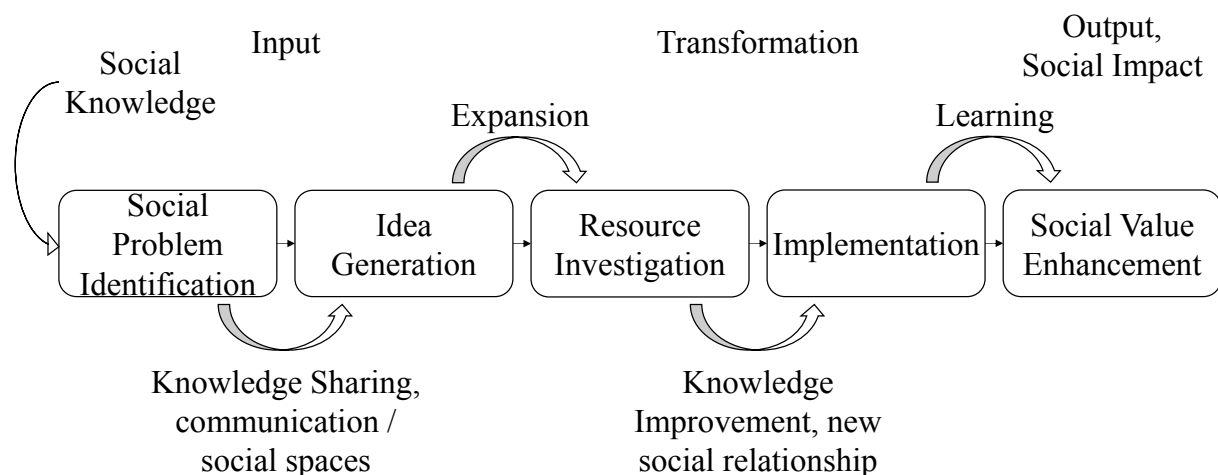 Input
Transformation
Output,
Social Impact
Social
Knowledge
Expansion
Learning
Social
Problem
Identification
Idea
Generation
Resource
Investigation
Implementation
Social Value
Enhancement
Knowledge Sharing,
communication /
social spaces
Knowledge
Improvement, new
social relationship